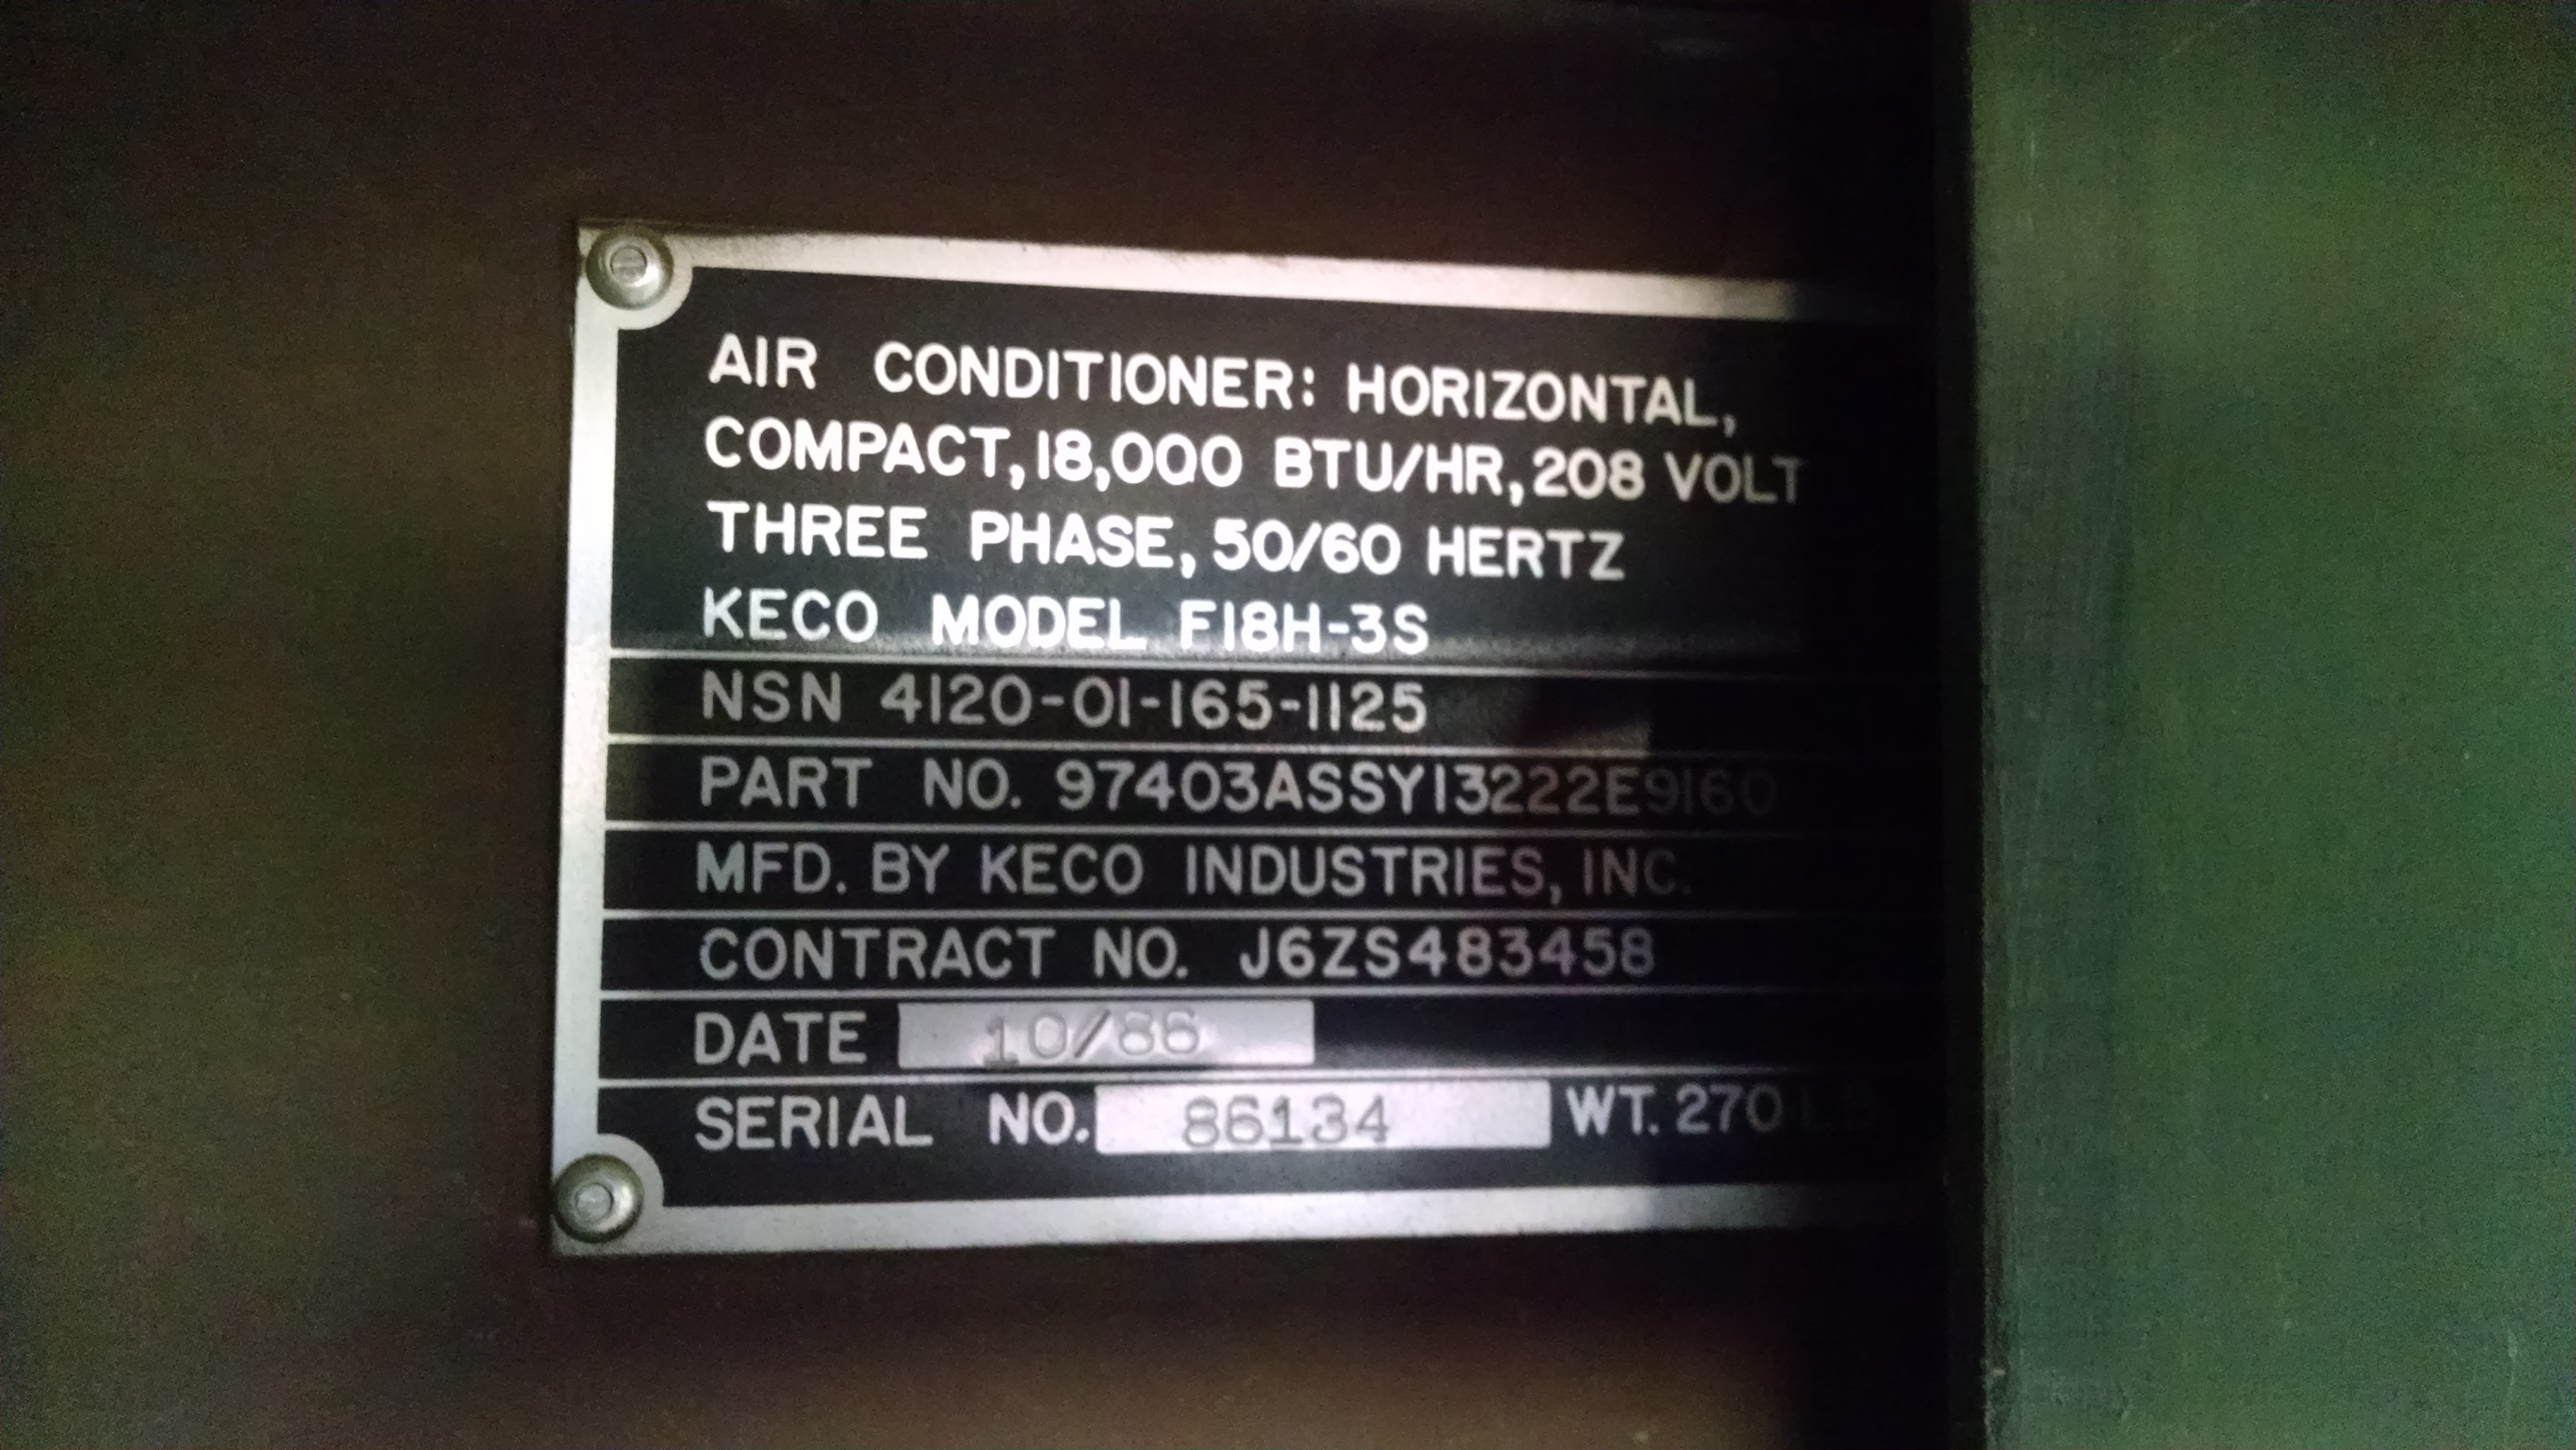 AIR CONDITIONER: HORIZONTAL,
COMPACT, 18,000 BTU/HR, 208 VOLT
THREE PHASE, 50/60 HERTZ
KECO MODEL F18H-3S
NSN 4120-01-165-1125
PART NO. 97403ASSY13222E9160
MFD. BY KECO INDUSTRIES, INC.
CONTRACT NO. J6ZS483458
DATE 10/86
SERIAL NO. 86134 WT. 270 LB